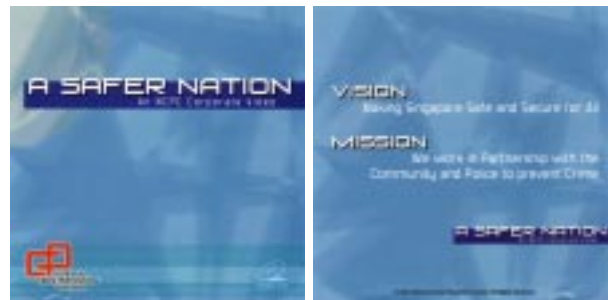 A SAFER NATION
An NCPC Corporate Video
VISION
Making Singapore Safe and Secure for All
MISSION
We work in Partnership with the
Community and Police to prevent Crime
A SAFER NATION